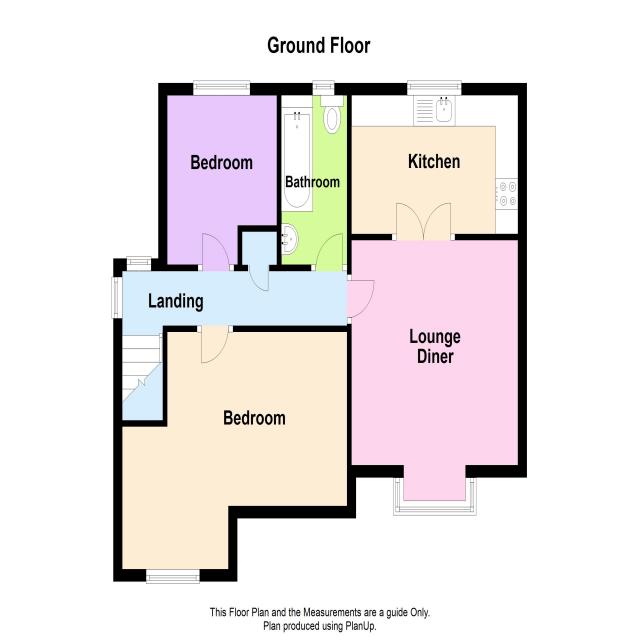 Ground Floor
Bedroom
Bathroom
Kitchen
Landing
Lounge
Diner
Bedroom
This Floor Plan and the Measurements are a guide Only.
Plan produced using PlanUp.